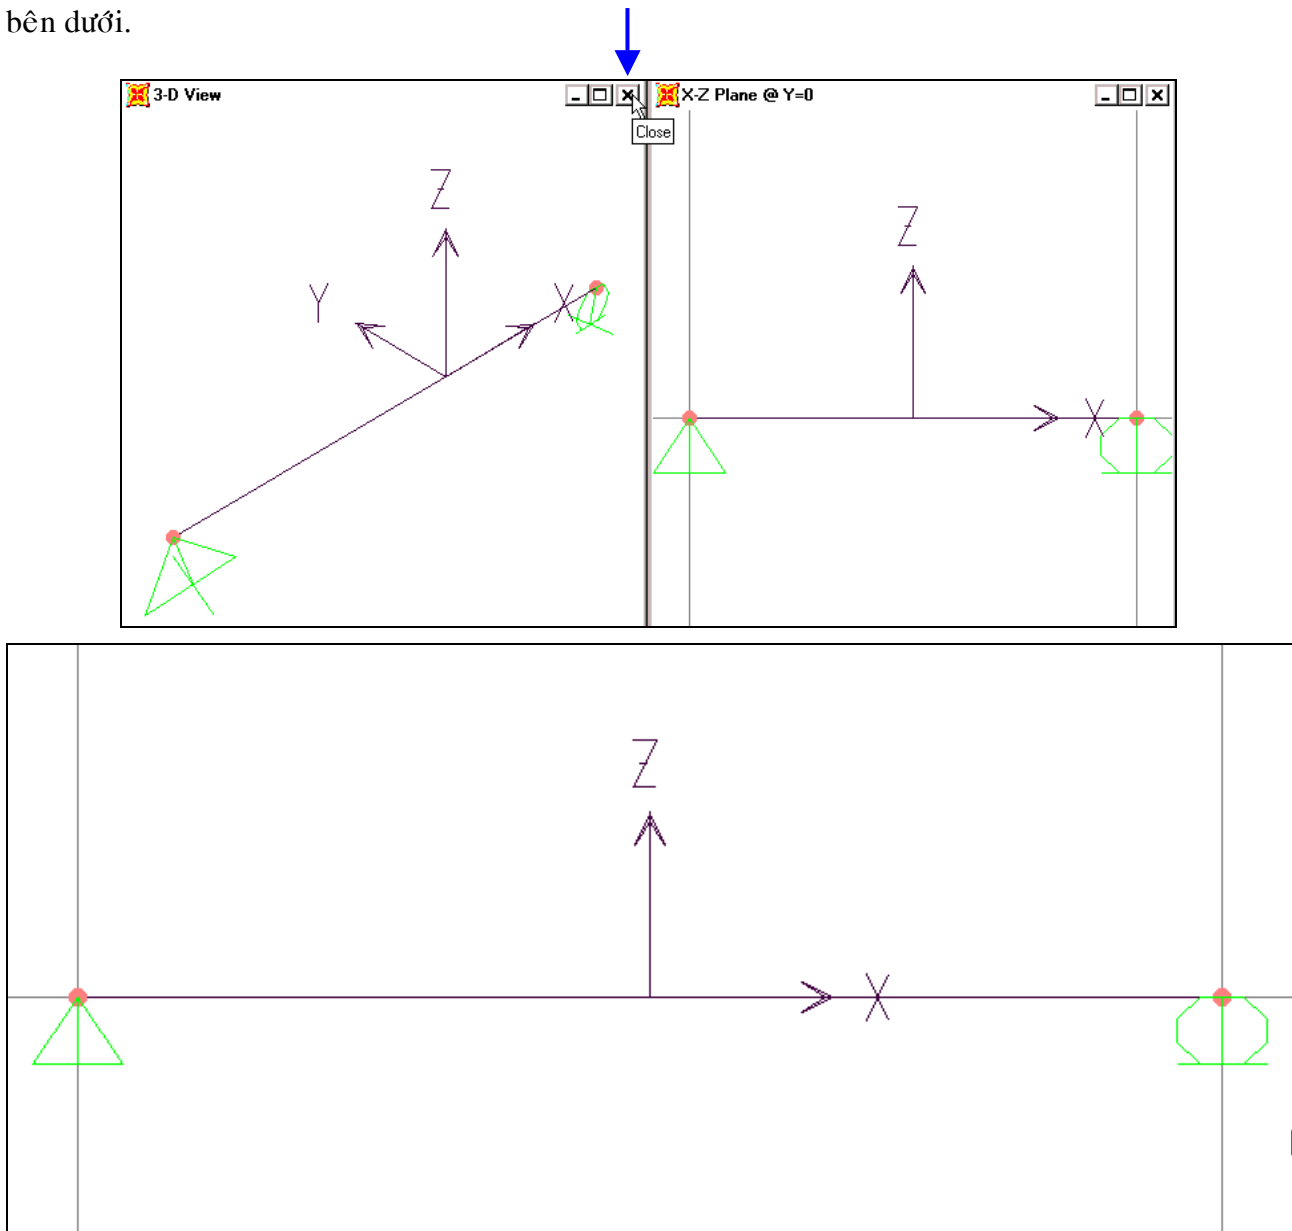 bên dưới.
3-D View
X-Z Plane @ Y=0
Close
Z
Y
X
Z
X
Z
X